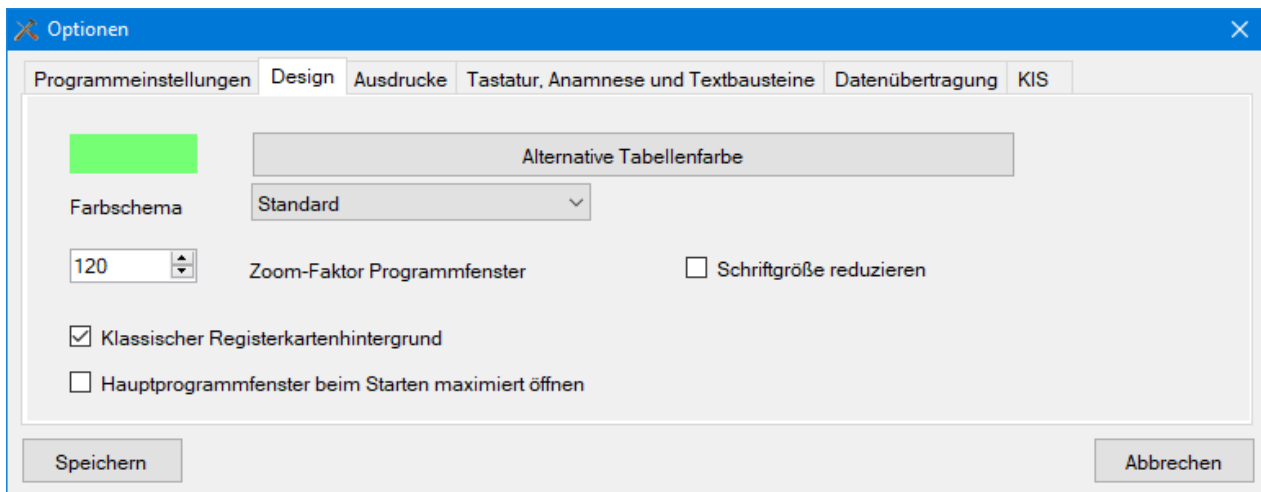 Optionen
Programmeinstellungen Design Ausdrucke Tastatur, Anamnese und Textbausteine Datenübertragung KIS
Alternative Tabellenfarbe
Farbschema Standard
120 Zoom-Faktor Programmfenster Schriftgröße reduzieren
Klassischer Registerkartenhintergrund
Hauptprogrammfenster beim Starten maximiert öffnen
Speichern Abbrechen